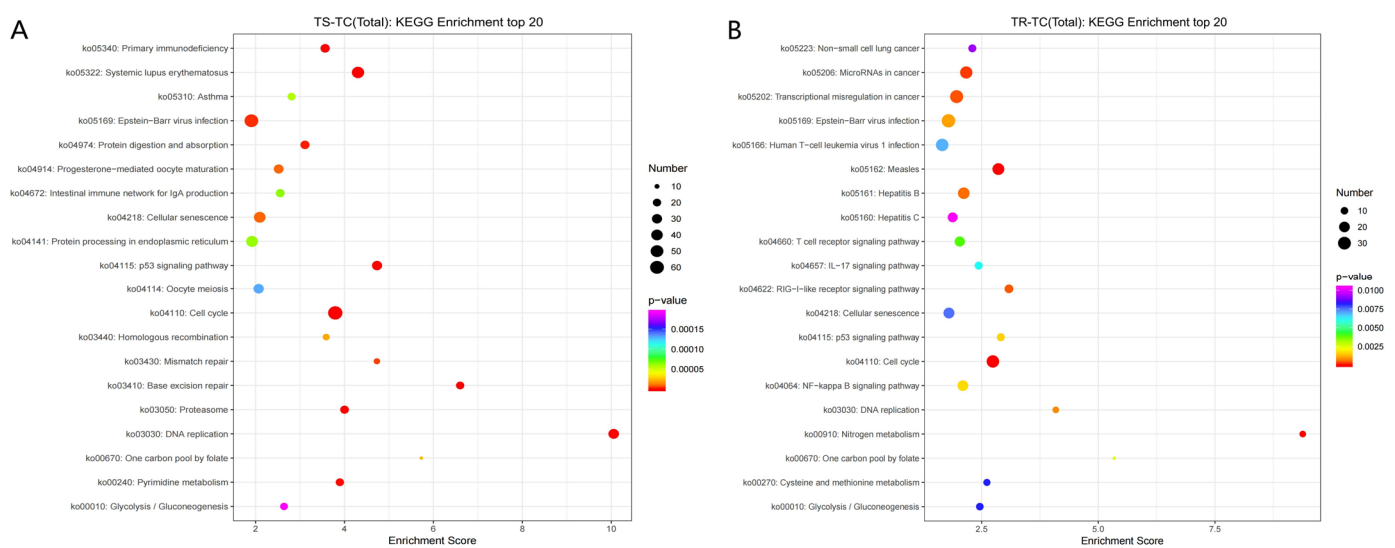 A
TS-TC(Total): KEGG Enrichment top 20
ko05340: Primary immunodeficiency
ko05322: Systemic lupus erythematosus
ko05310: Asthma
ko05169: Epstein−Barr virus infection
ko04974: Protein digestion and absorption
ko04914: Progesterone−mediated oocyte maturation
ko04672: Intestinal immune network for IgA production
ko04218: Cellular senescence
ko04141: Protein processing in endoplasmic reticulum
ko04115: p53 signaling pathway
ko04114: Oocyte meiosis
ko04110: Cell cycle
ko03440: Homologous recombination
ko03430: Mismatch repair
ko03410: Base excision repair
ko03050: Proteasome
ko03030: DNA replication
ko00670: One carbon pool by folate
ko00240: Pyrimidine metabolism
ko00010: Glycolysis / Gluconeogenesis
2 4 6 8 10
Enrichment Score
Number
10
20
30
40
50
60
p−value
0.00015
0.00010
0.00005
B
TR-TC(Total): KEGG Enrichment top 20
ko05223: Non−small cell lung cancer
ko05206: MicroRNAs in cancer
ko05202: Transcriptional misregulation in cancer
ko05169: Epstein−Barr virus infection
ko05166: Human T−cell leukemia virus 1 infection
ko05162: Measles
ko05161: Hepatitis B
ko05160: Hepatitis C
ko04660: T cell receptor signaling pathway
ko04657: IL−17 signaling pathway
ko04622: RIG−I−like receptor signaling pathway
ko04218: Cellular senescence
ko04115: p53 signaling pathway
ko04110: Cell cycle
ko04064: NF−kappa B signaling pathway
ko03030: DNA replication
ko00910: Nitrogen metabolism
ko00670: One carbon pool by folate
ko00270: Cysteine and methionine metabolism
ko00010: Glycolysis / Gluconeogenesis
2.5 5.0 7.5
Enrichment Score
Number
10
20
30
p−value
0.0100
0.0075
0.0050
0.0025